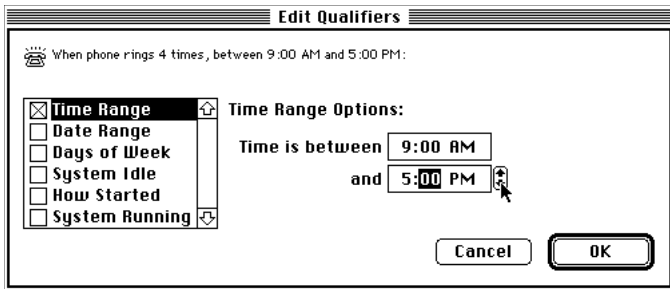 Edit Qualifiers
When phone rings 4 times, between 9:00 AM and 5:00 PM:
Time Range
Date Range
Days of Week
System Idle
How Started
System Running
Time Range Options:
Time is between 9:00 AM
and 5:00 PM
Cancel OK